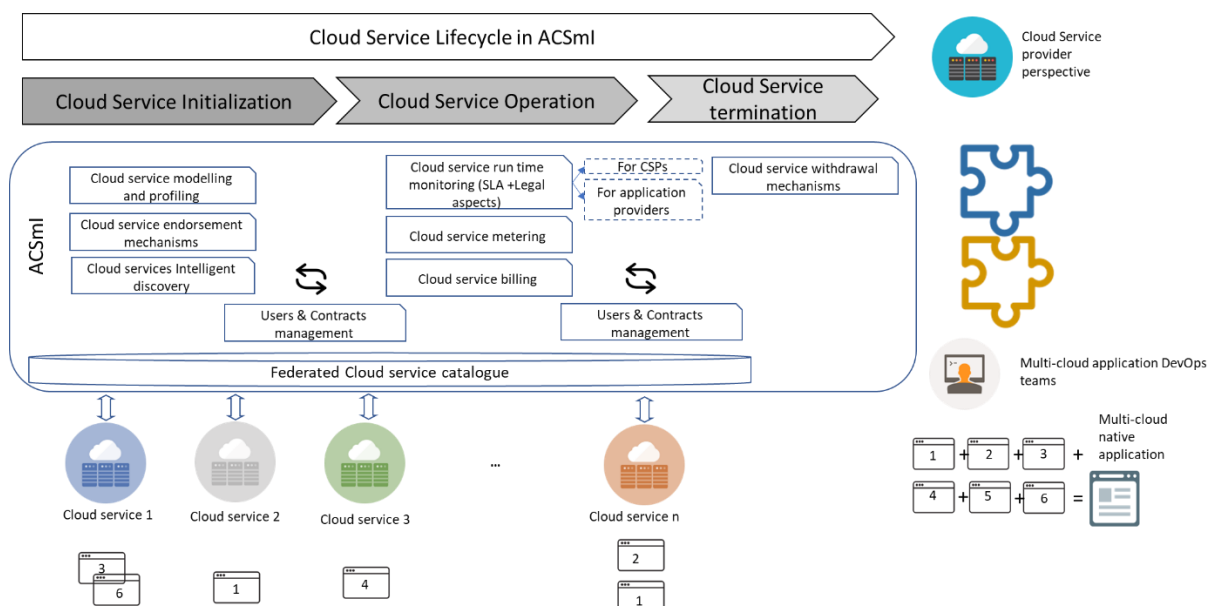 Cloud Service Lifecycle in ACSmI
Cloud Service
provider
perspective
Cloud Service Initialization
Cloud Service Operation
Cloud Service
termination
ACSmI
Cloud service modelling
and profiling
Cloud service endorsement
mechanisms
Cloud services Intelligent
discovery
Users & Contracts
management
Cloud service run time
monitoring (SLA +Legal
aspects)
For CSPs
For application
providers
Cloud service metering
Cloud service billing
Users & Contracts
management
Cloud service withdrawal
mechanisms
Federated Cloud service catalogue
Multi-cloud application DevOps
teams
Cloud service 1
Cloud service 2
Cloud service 3
...
Cloud service n
3
6
1
4
2
1
Multi-cloud
native
application
1 + 2 + 3 +
4 + 5 + 6 =